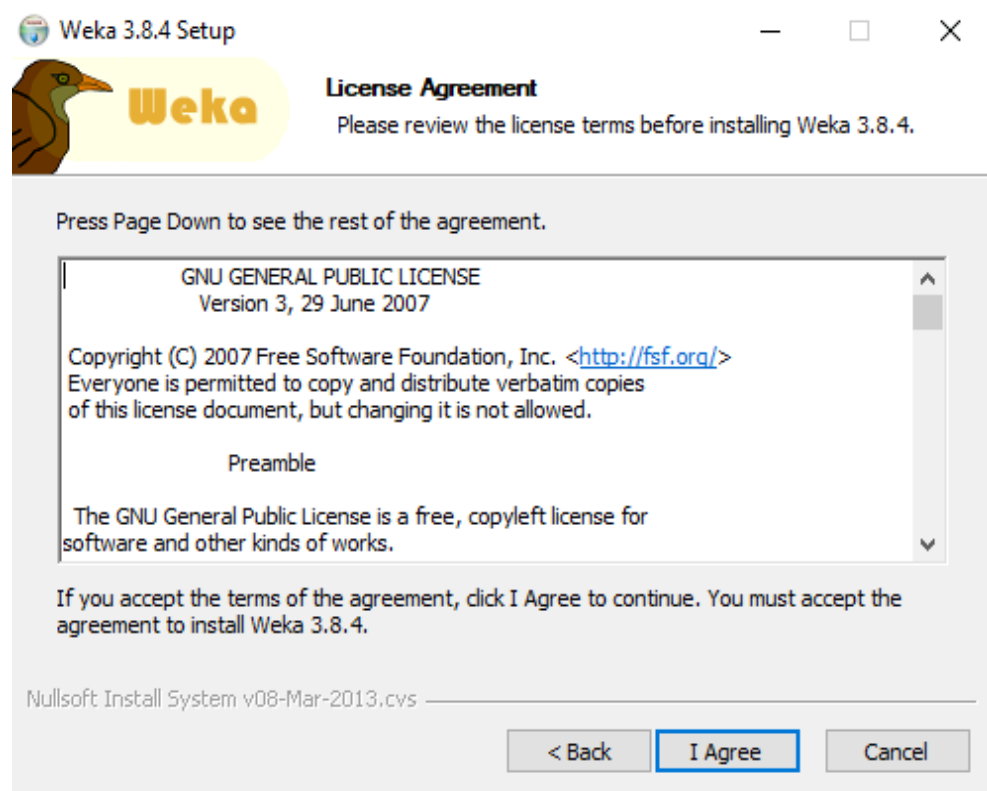 Weka 3.8.4 Setup
Weka
License Agreement
Please review the license terms before installing Weka 3.8.4.
Press Page Down to see the rest of the agreement.
GNU GENERAL PUBLIC LICENSE
Version 3, 29 June 2007
Copyright (C) 2007 Free Software Foundation, Inc. <http://fsf.org/>
Everyone is permitted to copy and distribute verbatim copies
of this license document, but changing it is not allowed.
Preamble
The GNU General Public License is a free, copyleft license for
software and other kinds of works.
If you accept the terms of the agreement, click I Agree to continue. You must accept the
agreement to install Weka 3.8.4.
Nullsoft Install System v08-Mar-2013.cvs
< Back I Agree Cancel